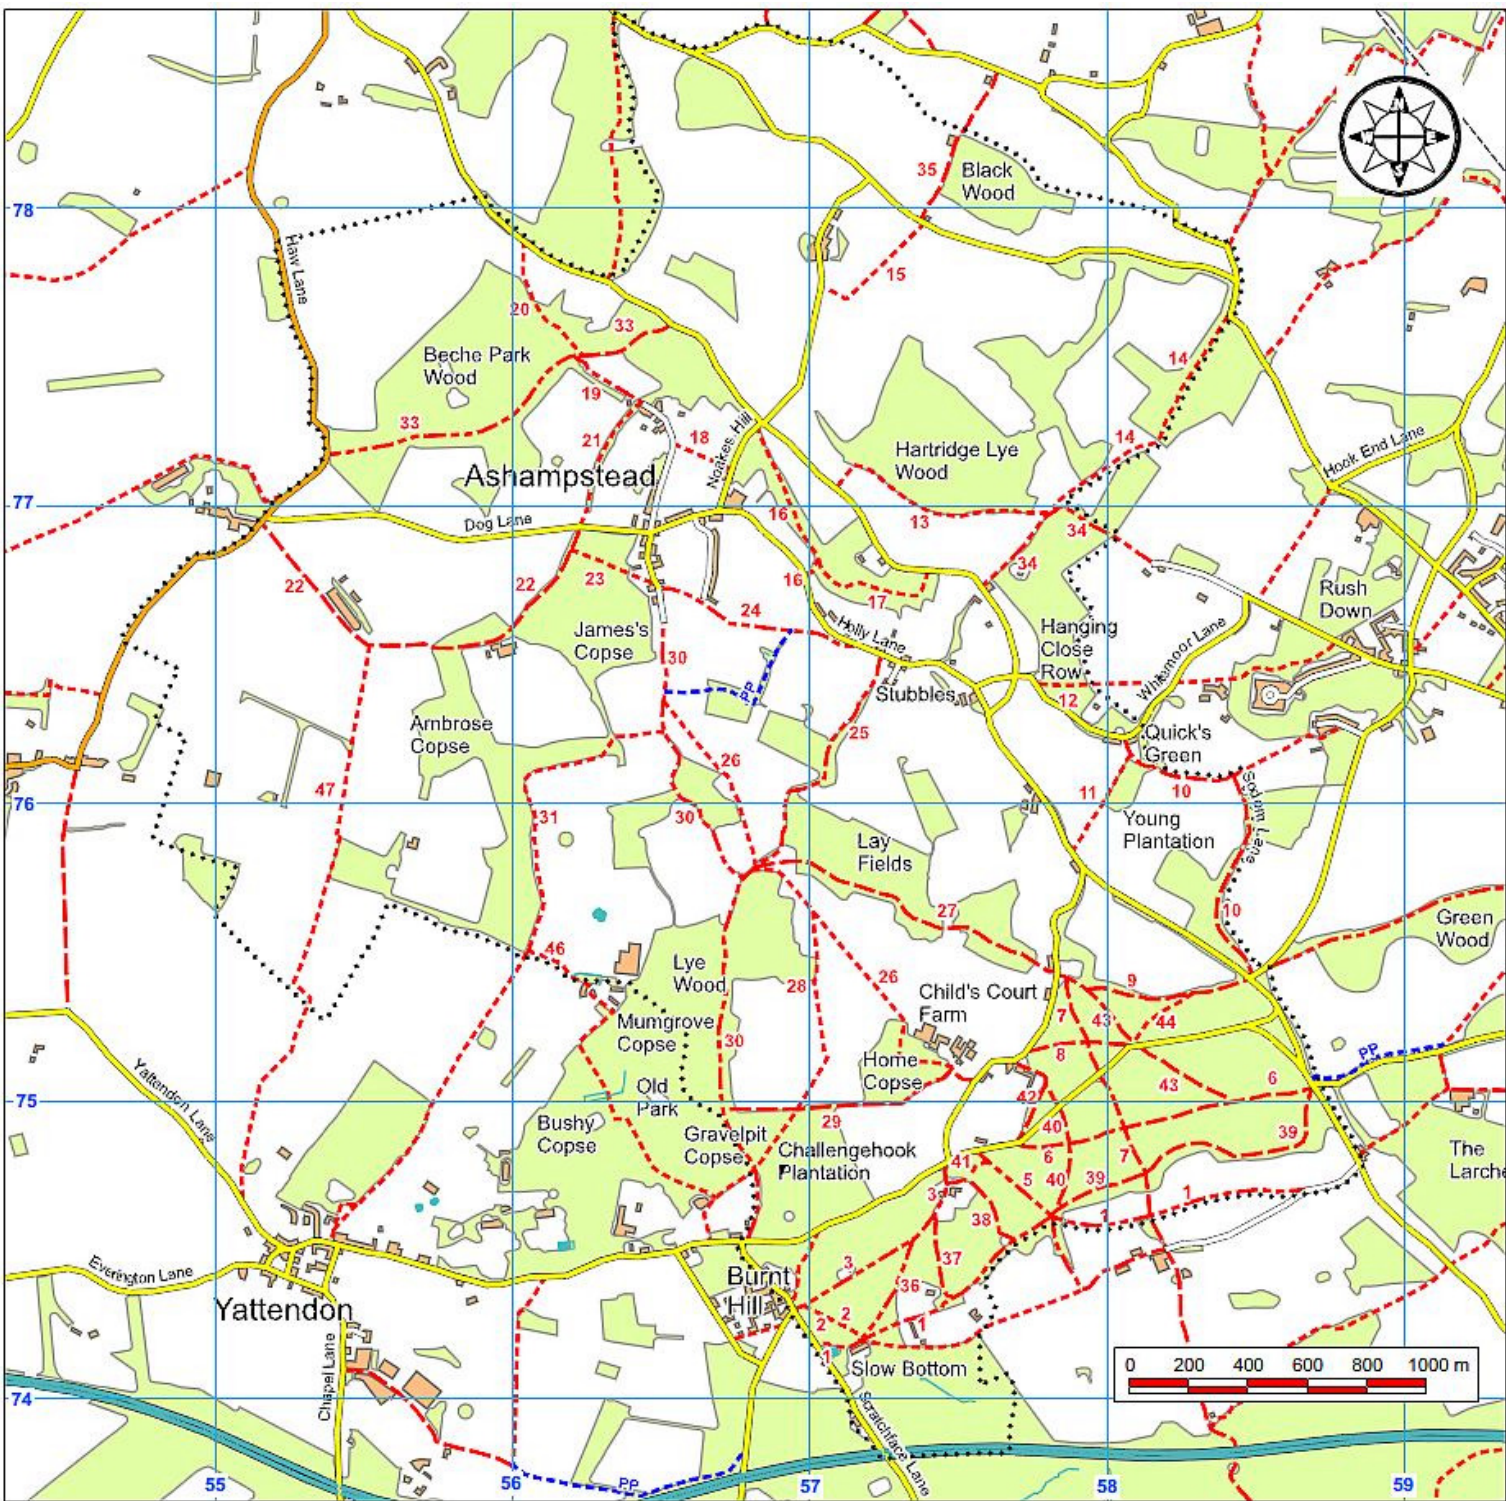 35
Black
Wood
78
Haw Lane
15
20
33
Beche Park
Wood
14
19
33
21
18
Noakes Hill
Hartridge Lye
Wood
14
Hook End Lane
Ashampstead
77
Dog Lane
16
13
34
22
23
22
16
34
17
24
Rush
Down
James's
Copse
Holly Lane
Hanging
Close
Row
Whitemoor Lane
30
PP
Stubbles
12
Ambrose
Copse
25
Quick's
Green
26
47
10
76
31
30
11
Sodom Lane
Young
Plantation
Lay
Fields
27
10
Green
Wood
46
Lye
Wood
28
26
Child's Court
Farm
9
7
43
44
Mumgrove
Copse
30
8
Home
Copse
PP
Yattendon Lane
Old
Park
43
6
75
42
Bushy
Copse
29
40
39
Gravelpit
Copse
Challengehook
Plantation
41
6
7
The
Larche
5
40
39
1
3
38
1
Everington Lane
3
37
Burnt
Hill
36
Yattendon
2
2
1
1
Slow Bottom
0 200 400 600 800 1000 m
Chapel Lane
74
Scratchface Lane
PP
55
56
57
58
59